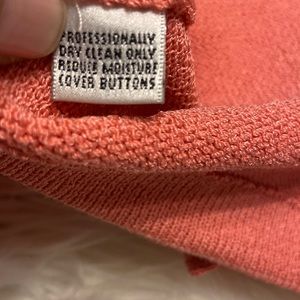 PROFESSIONALLY
DRY CLEAN ONLY
REDUCE MOISTURE
COVER BUTTONS